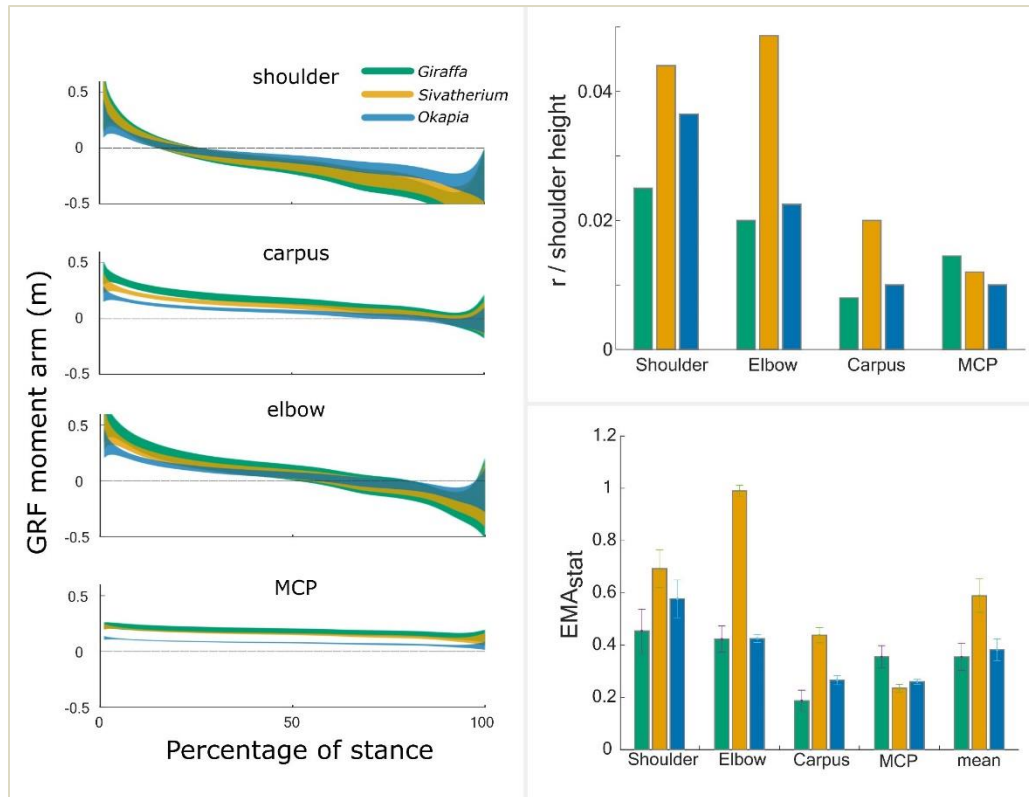 shoulder
Giraffa
Sivatherium
Okapia
0.5
0
-0.5
carpus
0.5
0
-0.5
elbow
0.5
0
-0.5
MCP
0.5
0
-0.5
0 50 100
Percentage of stance
GRF moment arm (m)
0.04
0.02
0
r / shoulder height
Shoulder Elbow Carpus MCP
1.2
1
0.8
0.6
0.4
0.2
0
EMAstat
Shoulder Elbow Carpus MCP mean